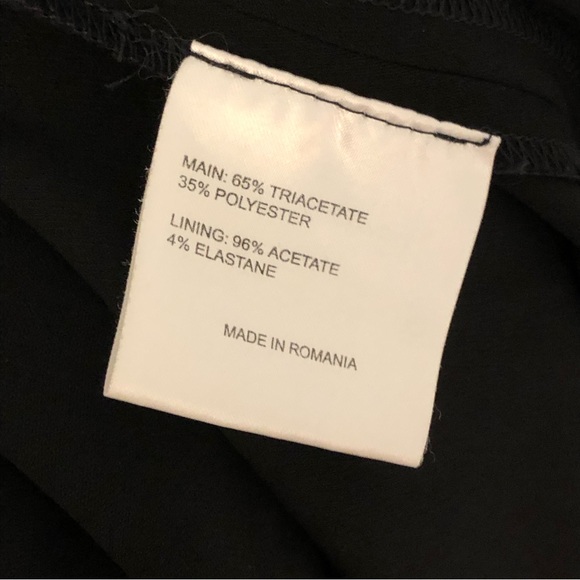 MAIN: 65% TRIACETATE
35% POLYESTER
LINING: 96% ACETATE
4% ELASTANE
MADE IN ROMANIA